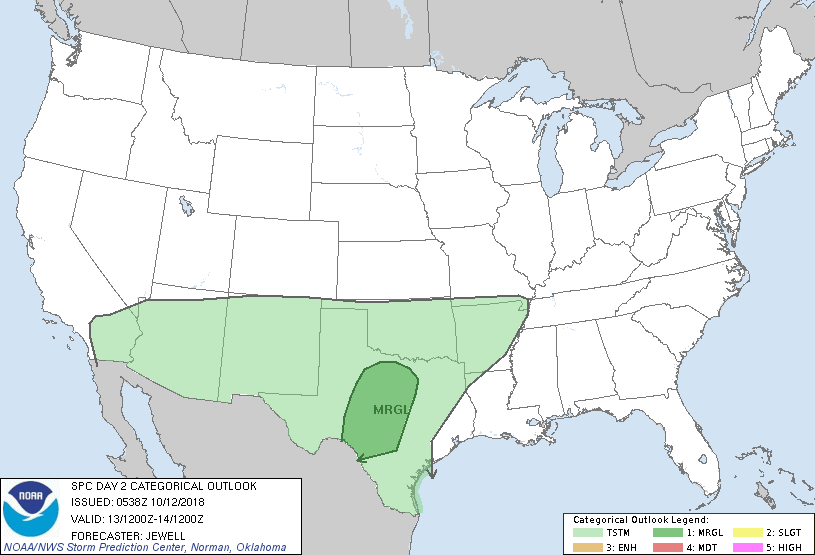 MRGL
NOAA
SPC DAY 2 CATEGORICAL OUTLOOK
ISSUED: 0538Z 10/12/2018
VALID: 13/1200Z-14/1200Z
FORECASTER: JEWELL
NOAA/NWS Storm Prediction Center, Norman, Oklahoma
Categorical Outlook Legend:
TSTM 1: MRGL 2: SLGT
3: ENH 4: MDT 5: HIGH